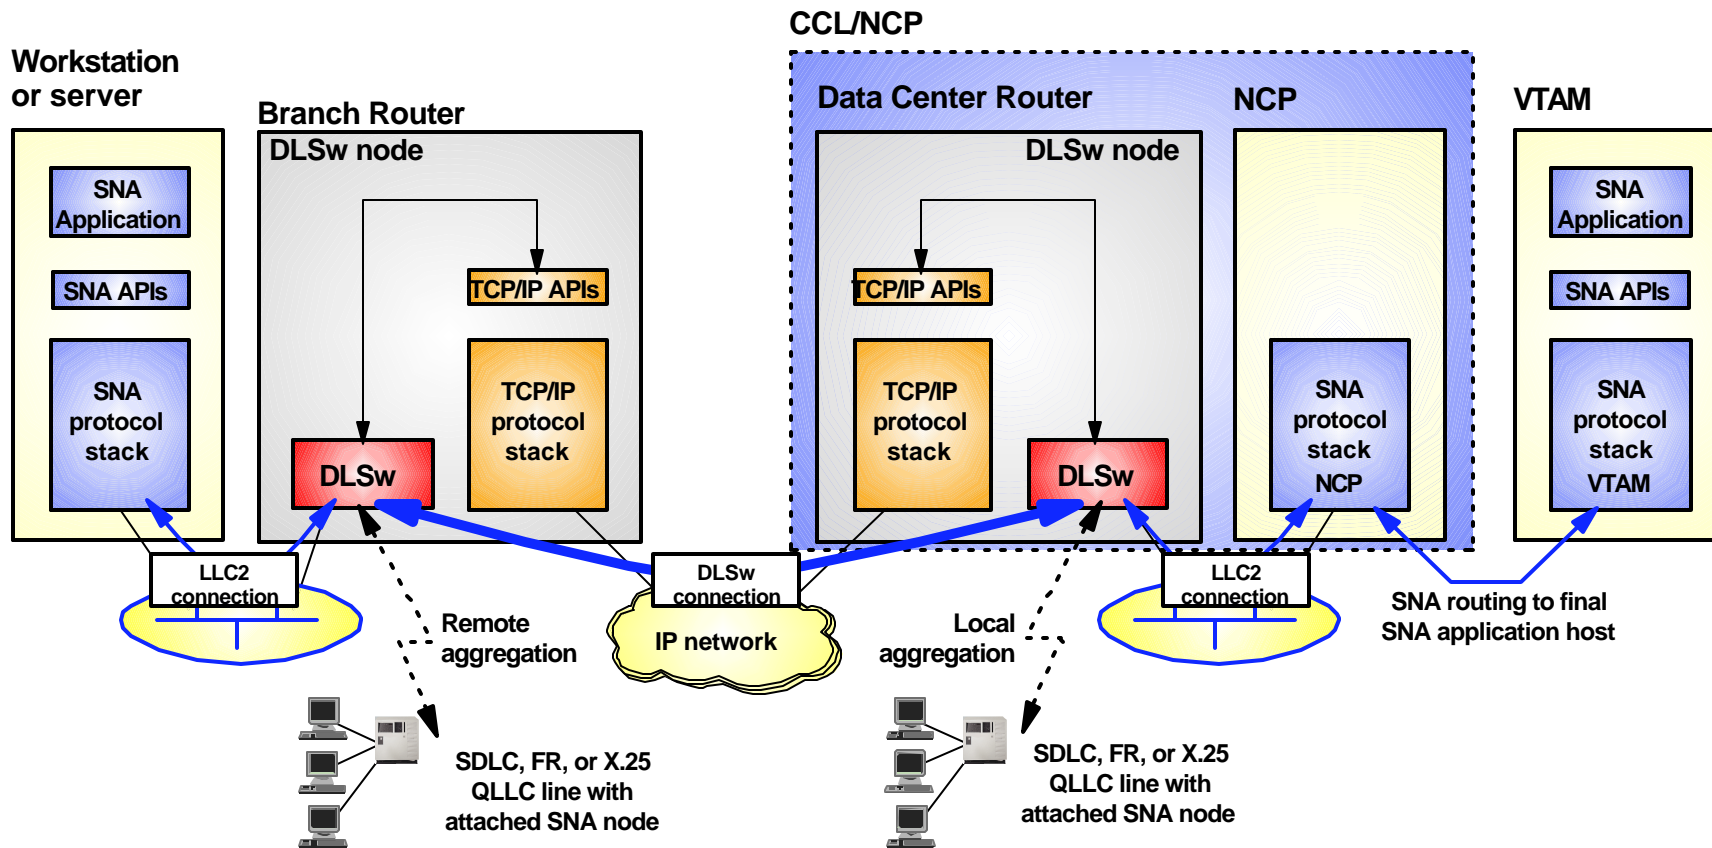 CCL/NCP
Workstation
or server
Branch Router
DLSw node
Data Center Router
DLSw node
NCP
VTAM
SNA
Application
SNA APIs
SNA
protocol
stack
TCP/IP APIs
TCP/IP
protocol
stack
DLSw
TCP/IP APIs
TCP/IP
protocol
stack
DLSw
SNA
protocol
stack
NCP
SNA
Application
SNA APIs
SNA
protocol
stack
VTAM
LLC2
connection
DLSw
connection
LLC2
connection
Remote
aggregation
IP network
Local
aggregation
SNA routing to final
SNA application host
SDLC, FR, or X.25
QLLC line with
attached SNA node
SDLC, FR, or X.25
QLLC line with
attached SNA node